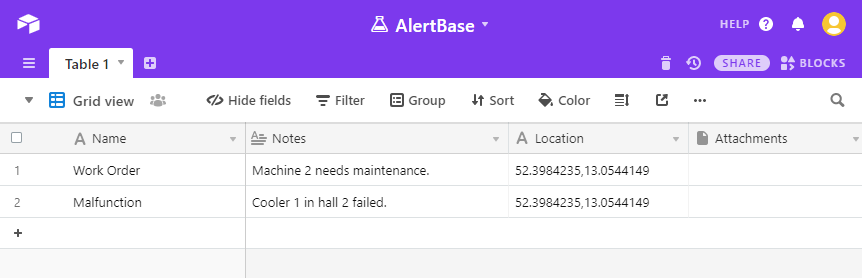 AlertBase
HELP
Table 1
SHARE BLOCKS
Grid view Hide fields Filter Group Sort Color
Name Notes Location Attachments
1 Work Order Machine 2 needs maintenance. 52.3984235,13.0544149
2 Malfunction Cooler 1 in hall 2 failed. 52.3984235,13.0544149